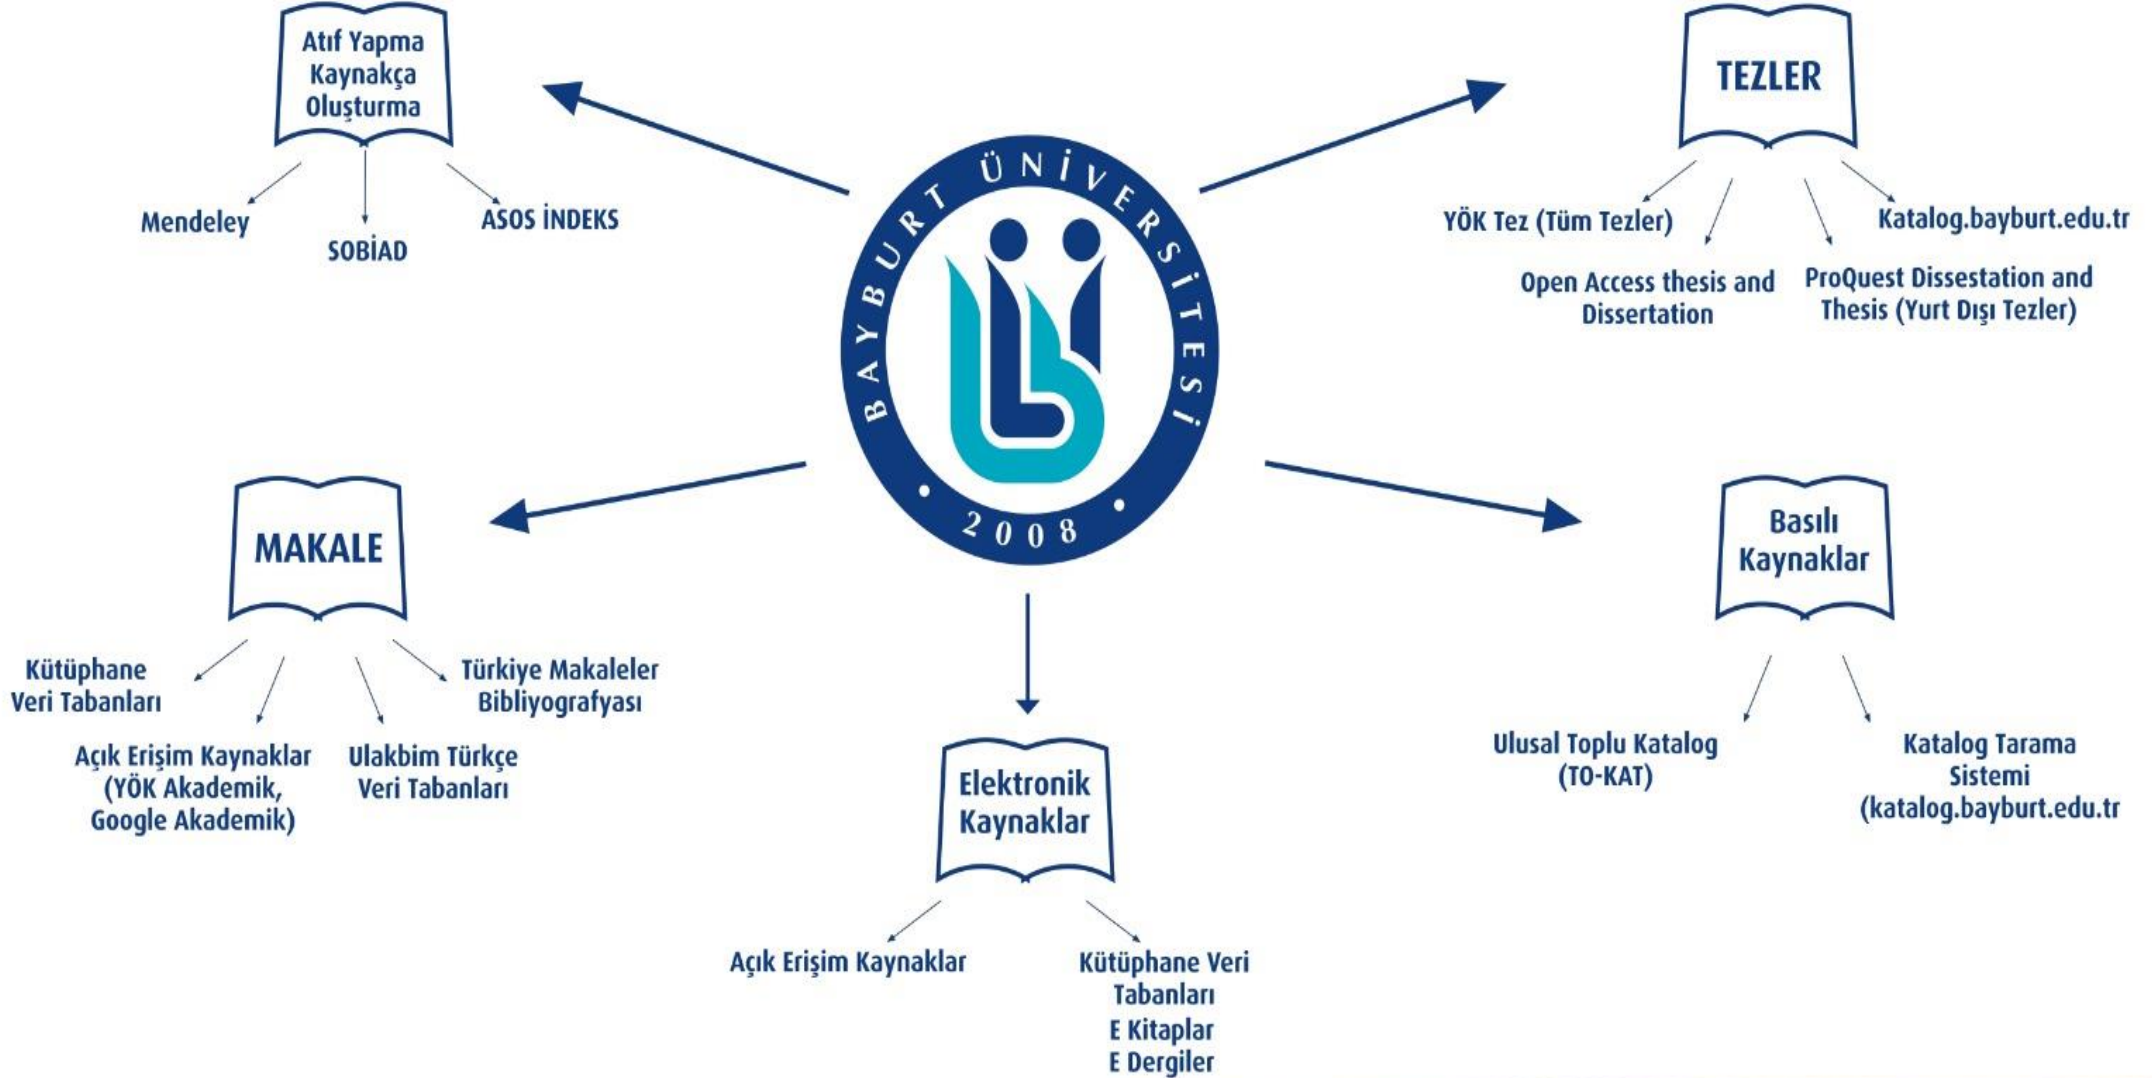 Atıf Yapma
Kaynakça
Oluşturma
Mendeley
SOBİAD
ASOS İNDEKS
BAYBURT ÜNİVERSİTESİ
2008
TEZLER
YÖK Tez (Tüm Tezler)
Open Access thesis and
Dissertation
ProQuest Dissestation and
Thesis (Yurt Dışı Tezler)
Katalog.bayburt.edu.tr
MAKALE
Kütüphane
Veri Tabanları
Açık Erişim Kaynaklar
(YÖK Akademik,
Google Akademik)
Ulakbim Türkçe
Veri Tabanları
Türkiye Makaleler
Bibliyografyası
Elektronik
Kaynaklar
Açık Erişim Kaynaklar
Kütüphane Veri
Tabanları
E Kitaplar
E Dergiler
Basılı
Kaynaklar
Ulusal Toplu Katalog
(TO-KAT)
Katalog Tarama
Sistemi
(katalog.bayburt.edu.tr